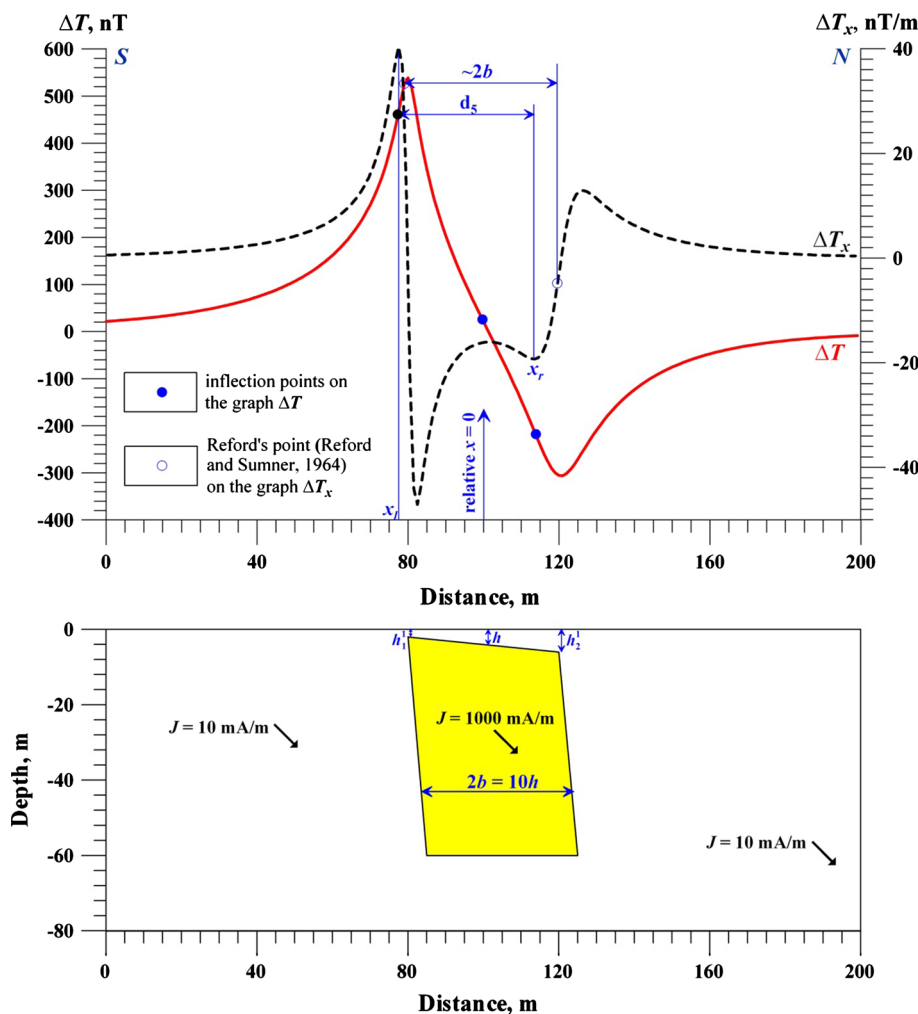 ΔT, nT
ΔTx, nT/m
S
N
600
500
400
300
200
100
0
-100
-200
-300
-400
40
20
0
-20
-40
~2b
d5
ΔTx
ΔT
xr
xl
relative x = 0
inflection points on
the graph ΔT
Reford's point (Reford
and Sumner, 1964)
on the graph ΔTx
0
40
80
120
160
200
Distance, m
0
-20
-40
-60
-80
Depth, m
h¹1
h
h¹2
J = 10 mA/m
J = 1000 mA/m
2b = 10h
J = 10 mA/m
0
40
80
120
160
200
Distance, m